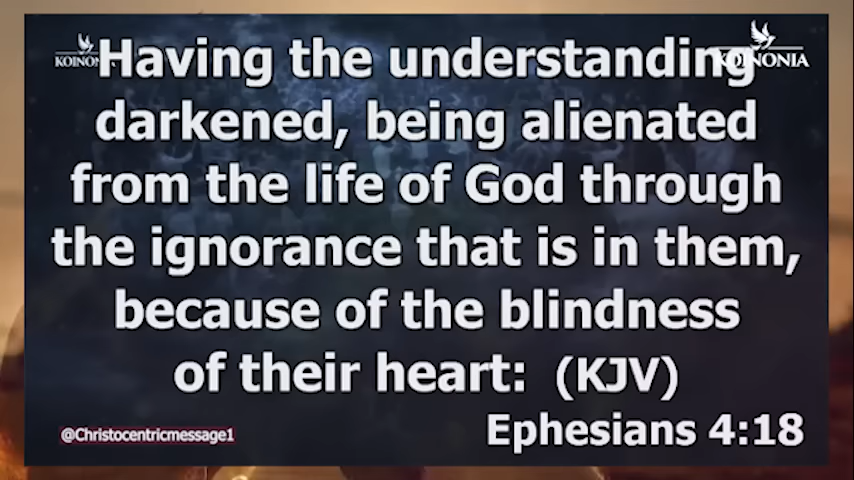 KOINONIA
KOINONIA
Having the understanding
darkened, being alienated
from the life of God through
the ignorance that is in them,
because of the blindness
of their heart: (KJV)
Ephesians 4:18
@Christocentricmessage1